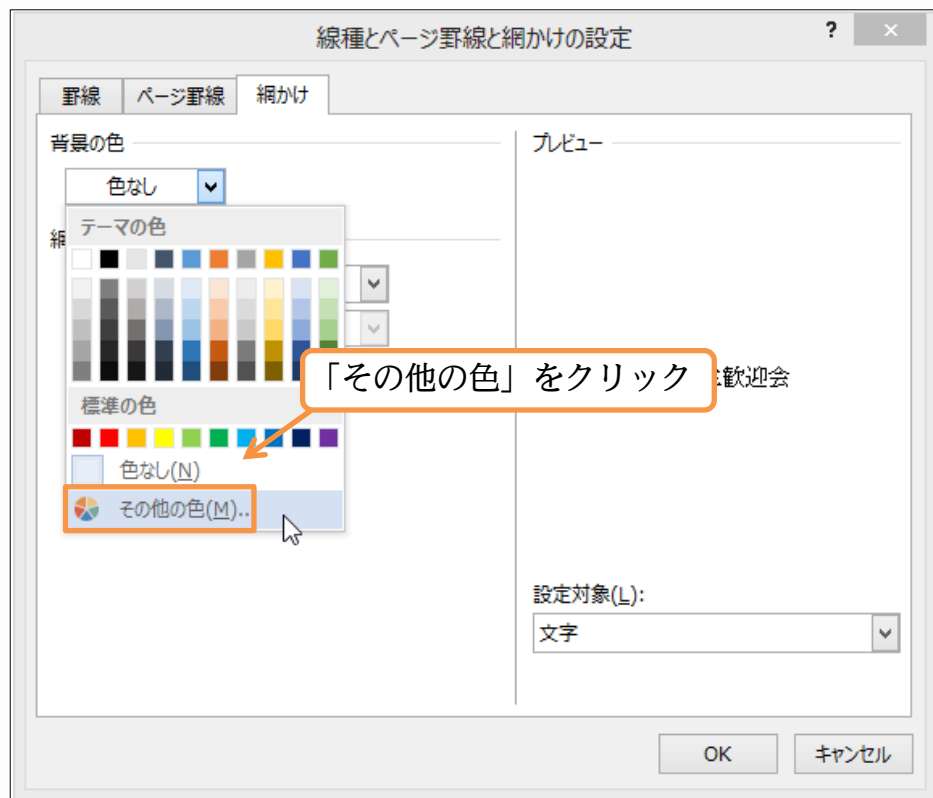 線種とページ罫線と網かけの設定
?
罫線 ページ罫線 網かけ
背景の色
プレビュー
色なし
テーマの色
網
「その他の色」をクリック
歓迎会
標準の色
色なし(N)
その他の色(M)...
設定対象(L):
文字
OK キャンセル